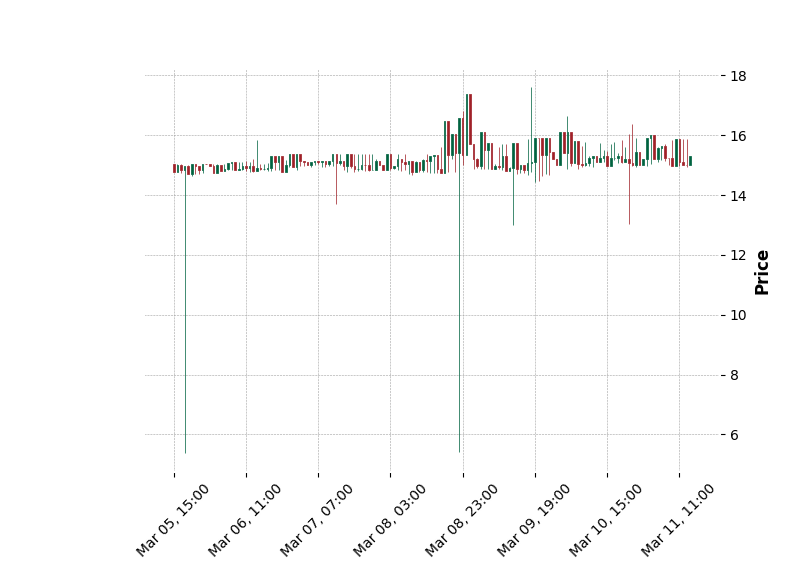 18
16
14
12
10
8
6
Price
Mar 05, 15:00
Mar 06, 11:00
Mar 07, 07:00
Mar 08, 03:00
Mar 08, 23:00
Mar 09, 19:00
Mar 10, 15:00
Mar 11, 11:00